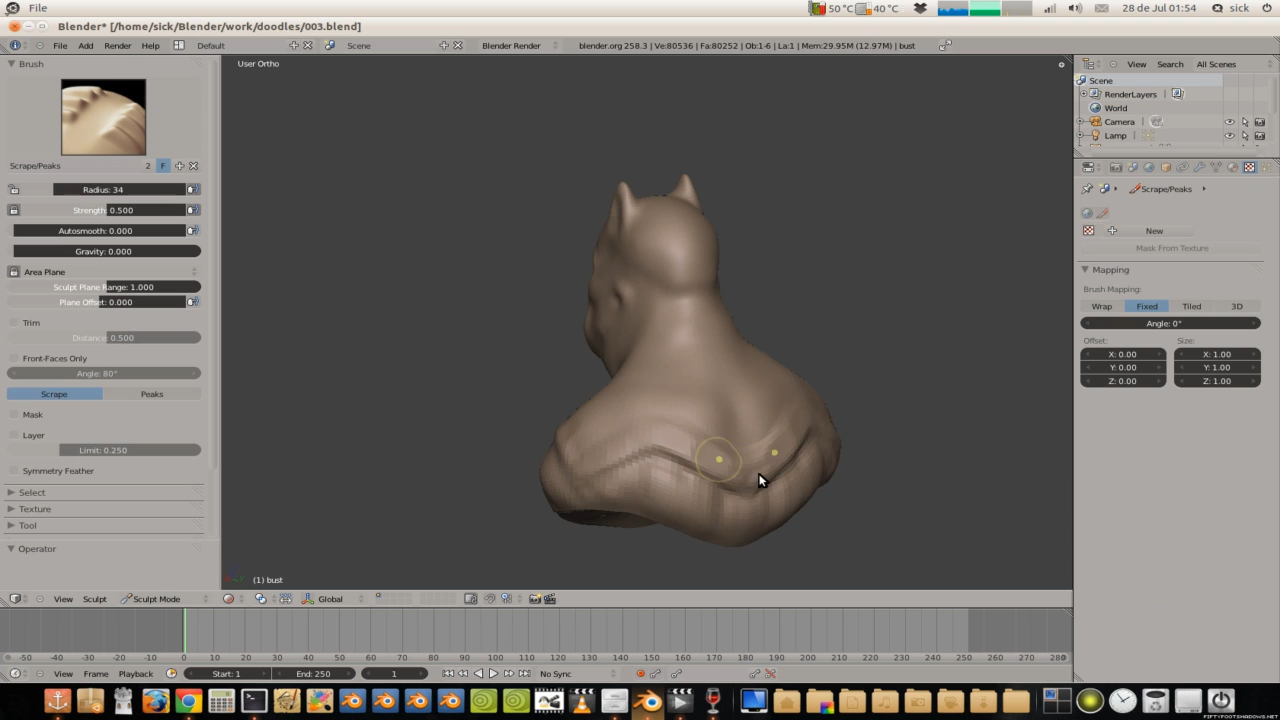 File
50 °C 40 °C 28 de Jul 01:54 sick
Blender* [/home/sick/Blender/work/doodles/003.blend]
File Add Render Help Default Scene Blender Render blender.org 258.3 | Ve:80536 | Fa:80252 | Ob:1-6 | La:1 | Mem:29.95M (12.97M) | bust
Brush
Scrape/Peaks 2 F
Radius: 34
Strength: 0.500
Autosmooth: 0.000
Gravity: 0.000
Area Plane
Sculpt Plane Range: 1.000
Plane Offset: 0.000
Trim
Distance: 0.500
Front-Faces Only
Angle: 80°
Scrape Peaks
Mask
Layer
Limit: 0.250
Symmetry Feather
Select
Texture
Tool
Operator
User Ortho
(1) bust
View Search All Scenes
Scene
RenderLayers
World
Camera
Lamp
Scrape/Peaks
New
Mask From Texture
Mapping
Brush Mapping:
Wrap Fixed Tiled 3D
Angle: 0°
Offset: Size:
X: 0.00 X: 1.00
Y: 0.00 Y: 1.00
Z: 0.00 Z: 1.00
View Sculpt Sculpt Mode Global
-50 -40 -30 -20 -10 0 10 20 30 40 50 60 70 80 90 100 110 120 130 140 150 160 170 180 190 200 210 220 230 240 250 260 270 280
View Frame Playback Start: 1 End: 250 1 No Sync
FIFTYFOOTSHADOWS.NET